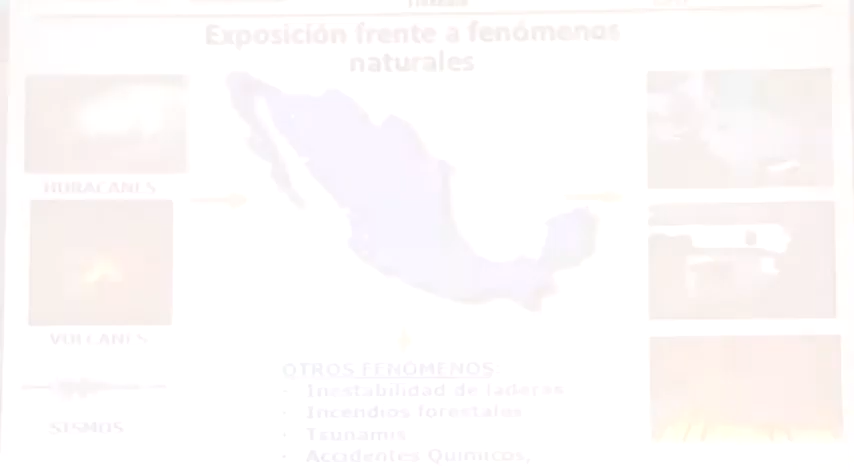 Exposición frente a fenómenos
naturales
HURACANES
VOLCANES
SISMOS
OTROS FENÓMENOS
- Inestabilidad de laderas
- Incendios forestales
- Tsunamis
- Accidentes Químicos,